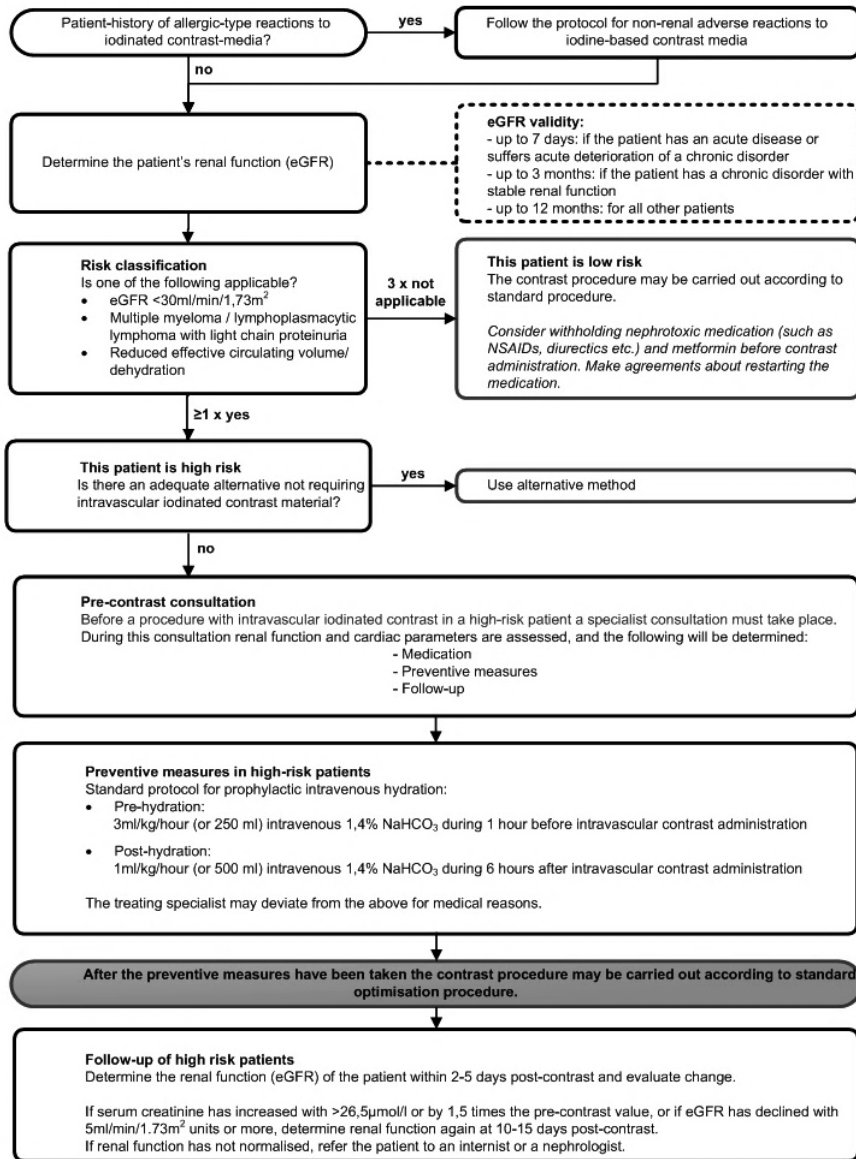 Patient-history of allergic-type reactions to
iodinated contrast-media?
yes
Follow the protocol for non-renal adverse reactions to
iodine-based contrast media
no
Determine the patient's renal function (eGFR)
eGFR validity:
- up to 7 days: if the patient has an acute disease or
suffers acute deterioration of a chronic disorder
- up to 3 months: if the patient has a chronic disorder with
stable renal function
- up to 12 months: for all other patients
Risk classification
Is one of the following applicable?
• eGFR <30ml/min/1,73m²
• Multiple myeloma / lymphoplasmacytic
lymphoma with light chain proteinuria
• Reduced effective circulating volume/
dehydration
3 x not
applicable
This patient is low risk
The contrast procedure may be carried out according to
standard procedure.
Consider withholding nephrotoxic medication (such as
NSAIDs, diurectics etc.) and metformin before contrast
administration. Make agreements about restarting the
medication.
≥1 x yes
This patient is high risk
Is there an adequate alternative not requiring
intravascular iodinated contrast material?
yes
Use alternative method
no
Pre-contrast consultation
Before a procedure with intravascular iodinated contrast in a high-risk patient a specialist consultation must take place.
During this consultation renal function and cardiac parameters are assessed, and the following will be determined:
- Medication
- Preventive measures
- Follow-up
Preventive measures in high-risk patients
Standard protocol for prophylactic intravenous hydration:
• Pre-hydration:
3ml/kg/hour (or 250 ml) intravenous 1,4% NaHCO₃ during 1 hour before intravascular contrast administration
• Post-hydration:
1ml/kg/hour (or 500 ml) intravenous 1,4% NaHCO₃ during 6 hours after intravascular contrast administration
The treating specialist may deviate from the above for medical reasons.
After the preventive measures have been taken the contrast procedure may be carried out according to standard
optimisation procedure.
Follow-up of high risk patients
Determine the renal function (eGFR) of the patient within 2-5 days post-contrast and evaluate change.
If serum creatinine has increased with >26,5µmol/l or by 1,5 times the pre-contrast value, or if eGFR has declined with
5ml/min/1.73m² units or more, determine renal function again at 10-15 days post-contrast.
If renal function has not normalised, refer the patient to an internist or a nephrologist.